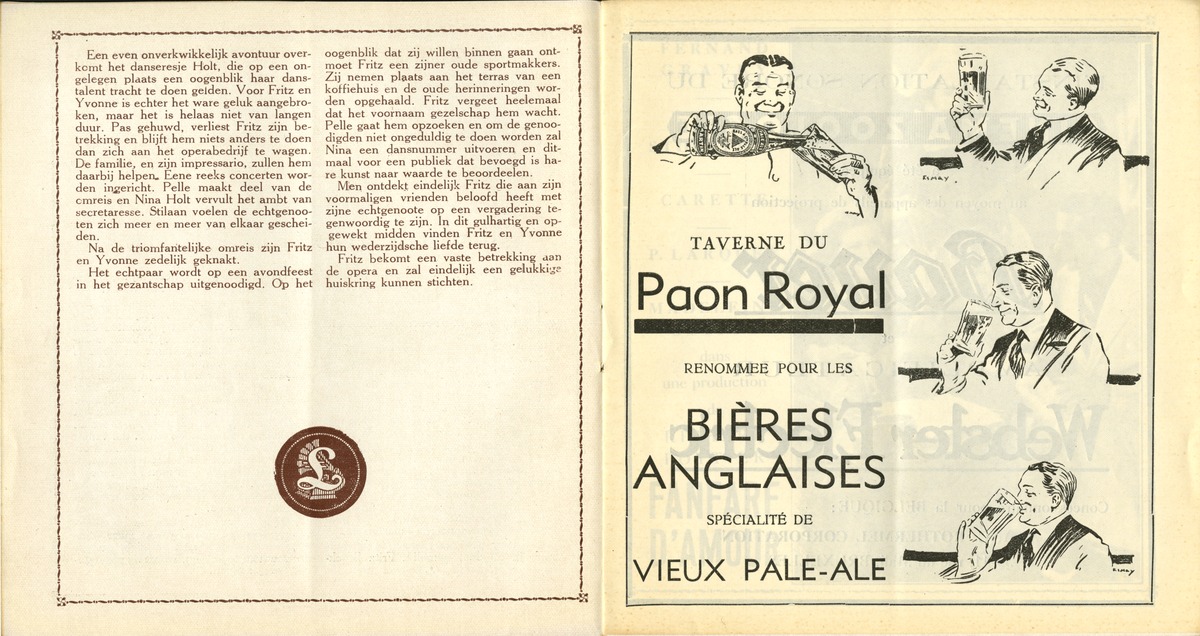 Een even onverkwikkelijk avontuur over-
komt het danseresje Holt, die op een on-
gelegen plaats een oogenblik haar dans-
talent tracht te doen gelden. Voor Fritz en
Yvonne is echter het ware geluk aangebro-
ken, maar het is helaas niet van langen
duur. Pas gehuwd, verliest Fritz zijn be-
trekking en blijft hem niets anders te doen
dan zich aan het operabedrijf te wagen.
De familie, en zijn impressario, zullen hem
daarbij helpen. Eene reeks concerten wor-
den ingericht. Pelle maakt deel van de
omreis en Nina Holt vervult het ambt van
secretaresse. Stilaan voelen de echtgenoo-
ten zich meer en meer van elkaar geschei-
den.
Na de triomfantelijke omreis zijn Fritz
en Yvonne zedelijk geknakt.
Het echtpaar wordt op een avondfeest
in het gezantschap uitgenoodigd. Op het
oogenblik dat zij willen binnen gaan ont-
moet Fritz een zijner oude sportmakkers.
Zij nemen plaats aan het terras van een
koffiehuis en de oude herinneringen wor-
den opgehaald. Fritz vergeet heelemaal
dat het voornaam gezelschap hem wacht.
Pelle gaat hem opzoeken en om de genoo-
digden niet ongeduldig te doen worden zal
Nina een dansnummer uitvoeren en dit-
maal voor een publiek dat bevoegd is ha-
re kunst naar waarde te beoordeelen.
Men ontdekt eindelijk Fritz die aan zijn
voormaligen vrienden beloofd heeft met
zijne echtgenote op een vergadering te-
genwoordig te zijn. In dit gulhartig en op-
gewekt midden vinden Fritz en Yvonne
hun wederzijdsche liefde terug.
Fritz bekomt een vaste betrekking aan
de opera en zal eindelijk een gelukkige
huiskring kunnen stichten.
L
TAVERNE DU
Paon Royal
RENOMMEE POUR LES
BIÈRES
ANGLAISES
SPÉCIALITÉ DE
VIEUX PALE-ALE